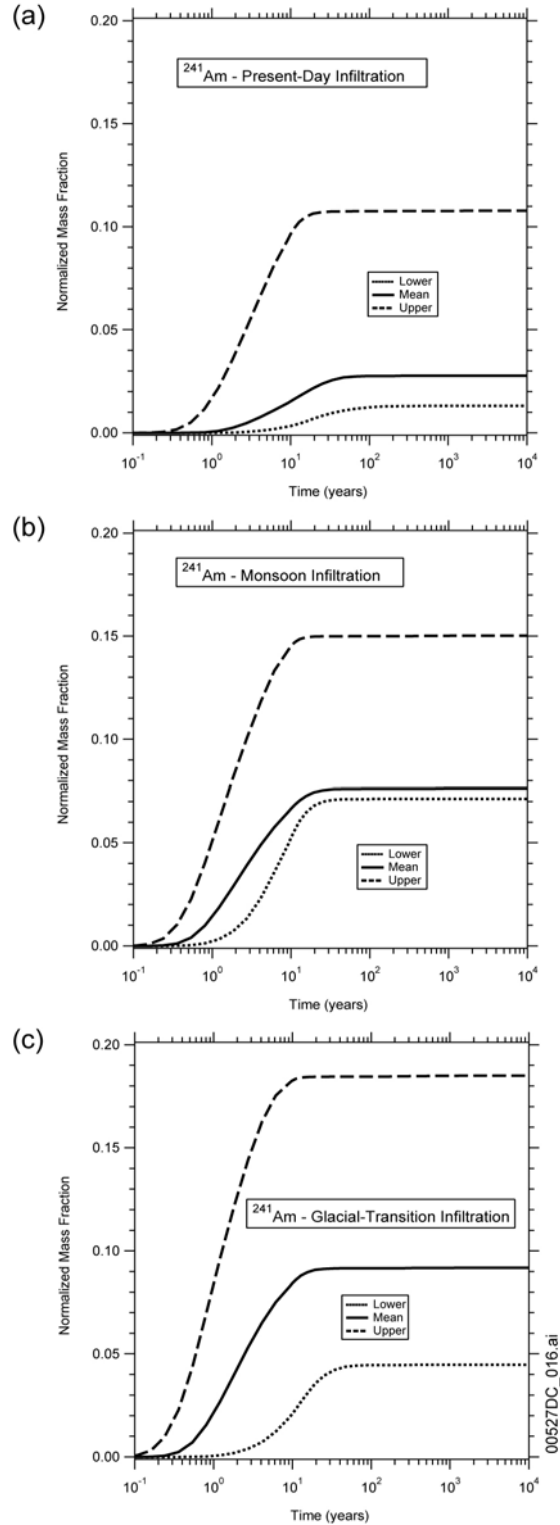 (a)
0.20
0.15
0.10
0.05
0.00
Normalized Mass Fraction
²⁴¹Am - Present-Day Infiltration
Lower
Mean
Upper
10⁻¹ 10⁰ 10¹ 10² 10³ 10⁴
Time (years)
(b)
0.20
0.15
0.10
0.05
0.00
Normalized Mass Fraction
²⁴¹Am - Monsoon Infiltration
Lower
Mean
Upper
10⁻¹ 10⁰ 10¹ 10² 10³ 10⁴
Time (years)
(c)
0.20
0.15
0.10
0.05
0.00
Normalized Mass Fraction
²⁴¹Am - Glacial-Transition Infiltration
Lower
Mean
Upper
10⁻¹ 10⁰ 10¹ 10² 10³ 10⁴
Time (years)
00527DC_016.ai